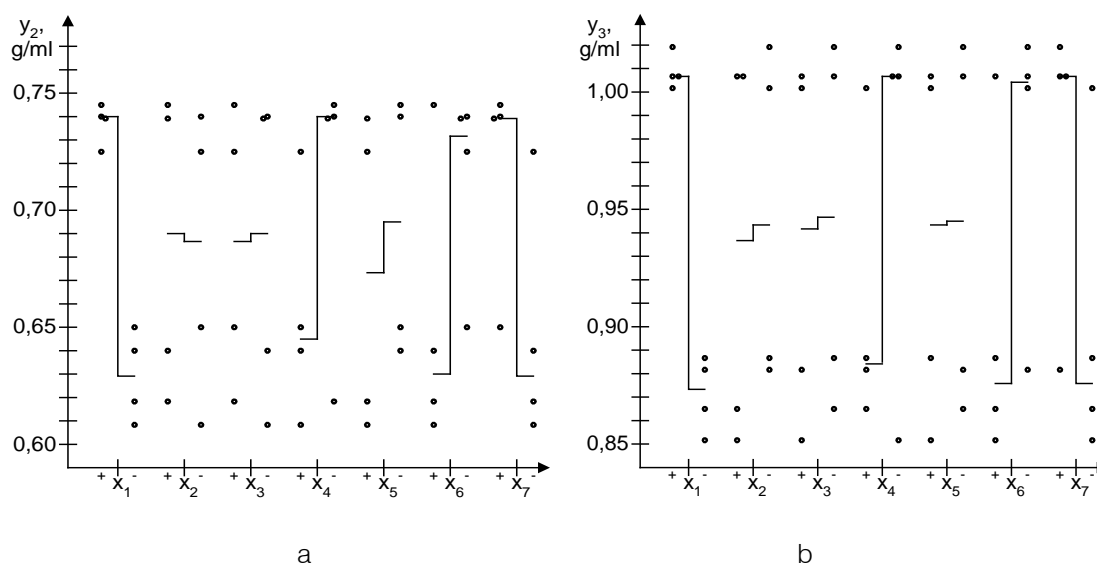 y2,
g/ml
0,75
0,70
0,65
0,60
+ x1 - + x2 - + x3 - + x4 - + x5 - + x6 - + x7 -
a
y3,
g/ml
1,00
0,95
0,90
0,85
+ x1 - + x2 - + x3 - + x4 - + x5 - + x6 - + x7 -
b